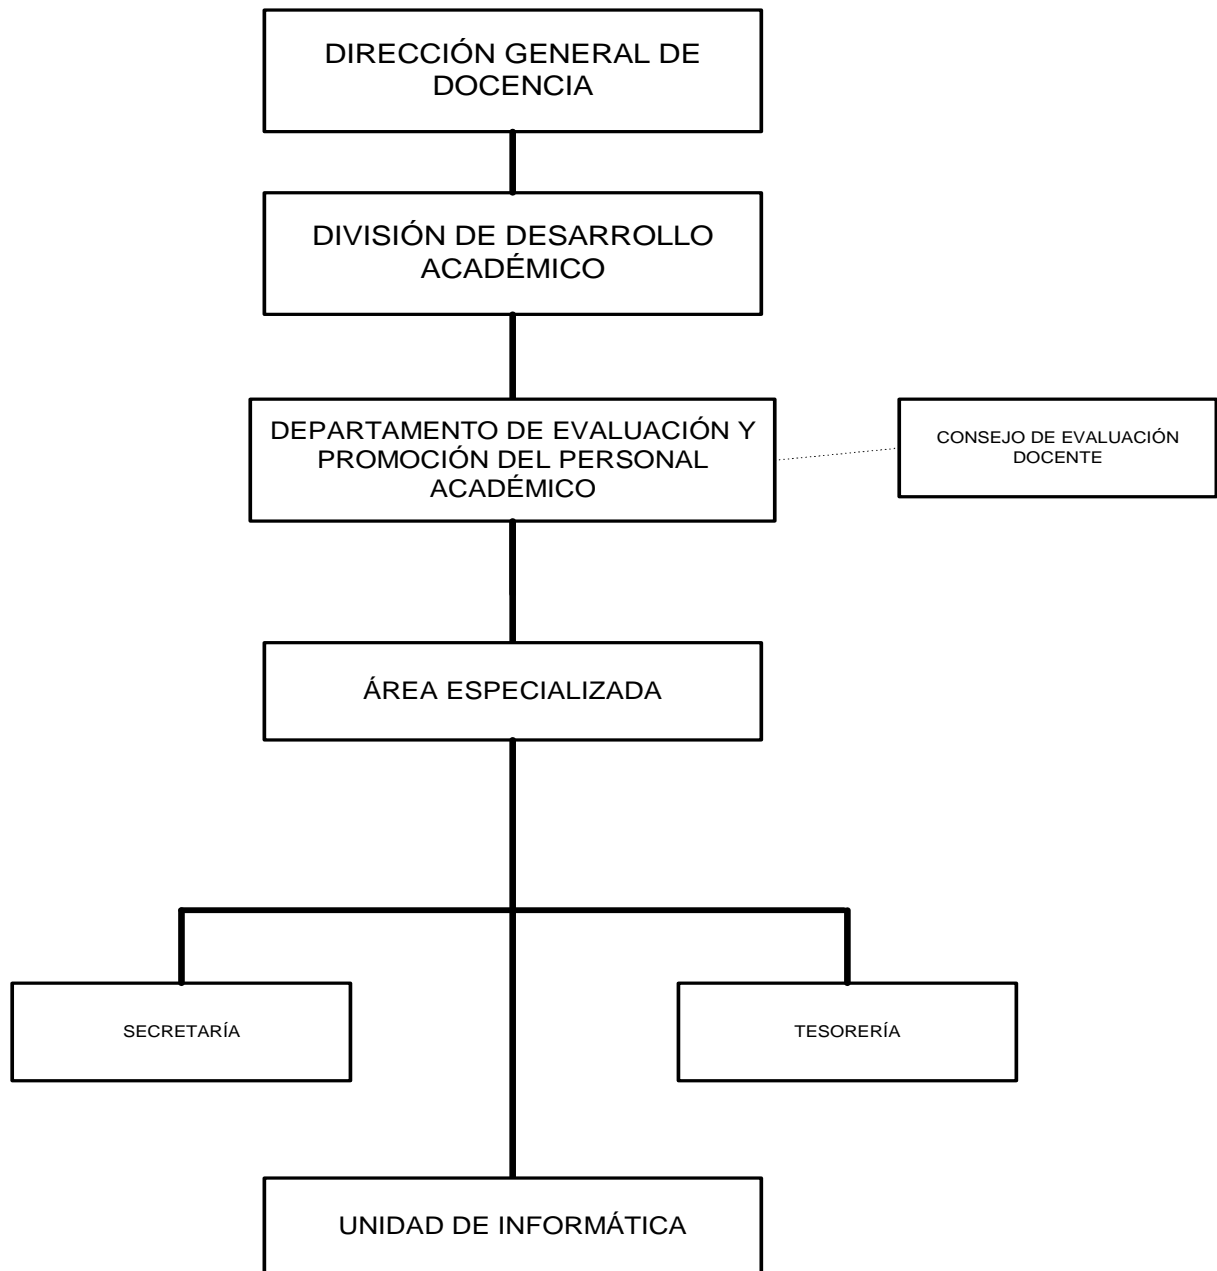 DIRECCIÓN GENERAL DE
DOCENCIA
DIVISIÓN DE DESARROLLO
ACADÉMICO
DEPARTAMENTO DE EVALUACIÓN Y
PROMOCIÓN DEL PERSONAL
ACADÉMICO
CONSEJO DE EVALUACIÓN
DOCENTE
ÁREA ESPECIALIZADA
SECRETARÍA
TESORERÍA
UNIDAD DE INFORMÁTICA